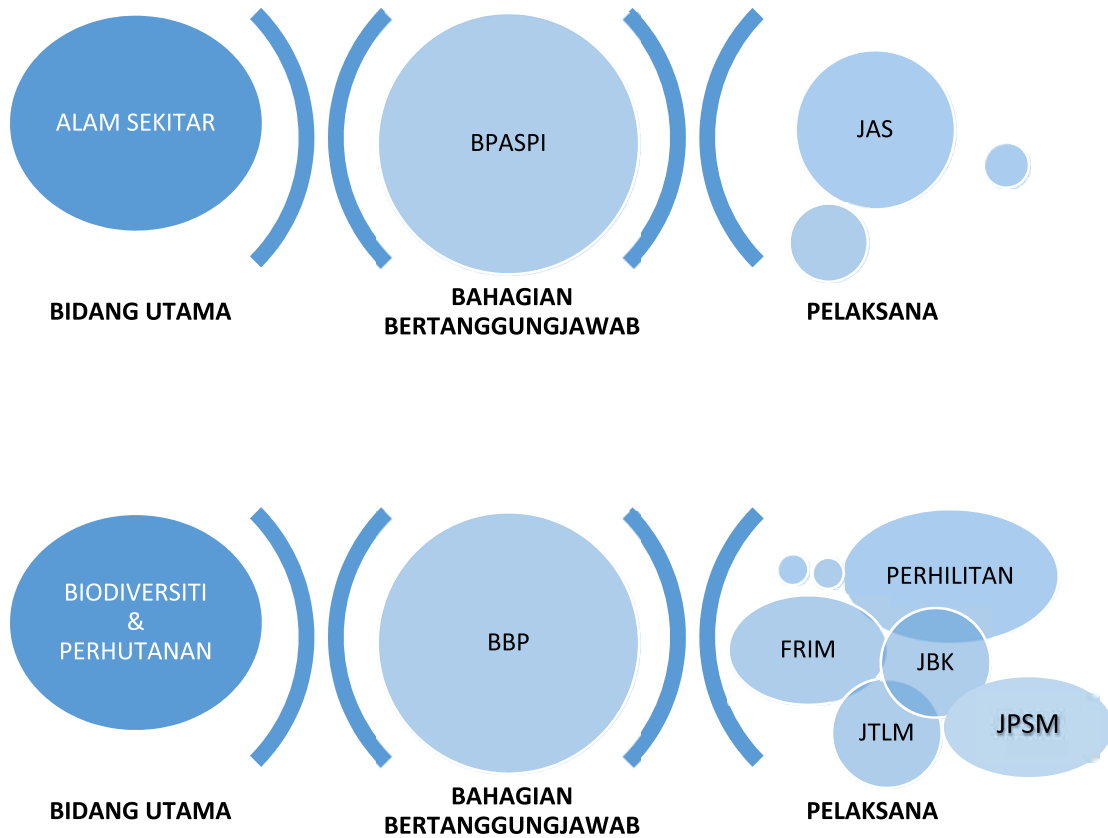 ALAM SEKITAR
BPASPI
JAS
BIDANG UTAMA
BAHAGIAN
BERTANGGUNGJAWAB
PELAKSANA
BIODIVERSITI
&
PERHUTANAN
BBP
PERHILITAN
FRIM
JBK
JTLM
JPSM
BIDANG UTAMA
BAHAGIAN
BERTANGGUNGJAWAB
PELAKSANA